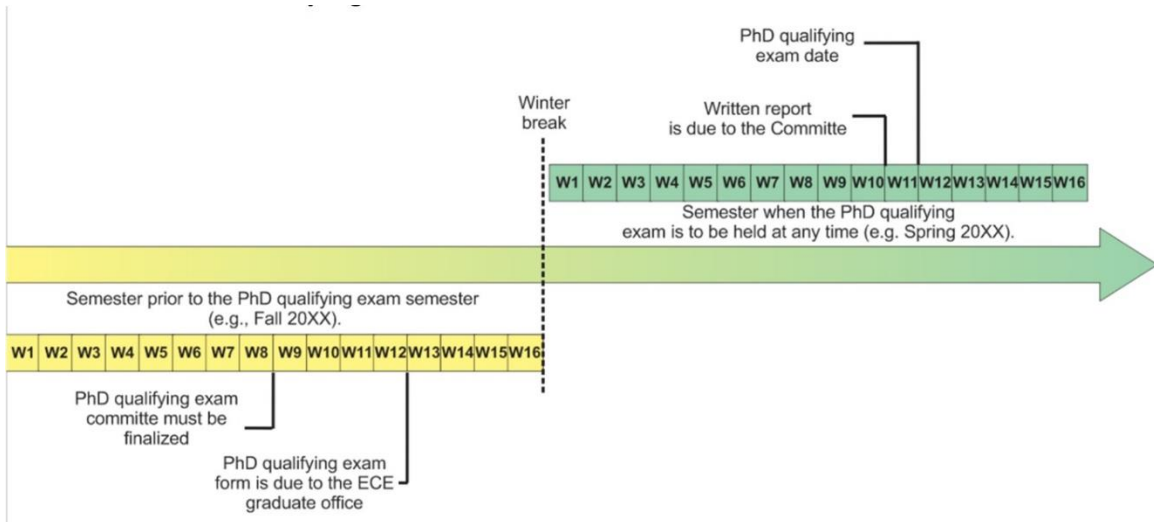 PhD qualifying
exam date
Winter
break
Written report
is due to the Committe
W1 W2 W3 W4 W5 W6 W7 W8 W9 W10 W11 W12 W13 W14 W15 W16
Semester when the PhD qualifying
exam is to be held at any time (e.g. Spring 20XX).
Semester prior to the PhD qualifying exam semester
(e.g., Fall 20XX).
W1 W2 W3 W4 W5 W6 W7 W8 W9 W10 W11 W12 W13 W14 W15 W16
PhD qualifying exam
committe must be
finalized
PhD qualifying exam
form is due to the ECE
graduate office